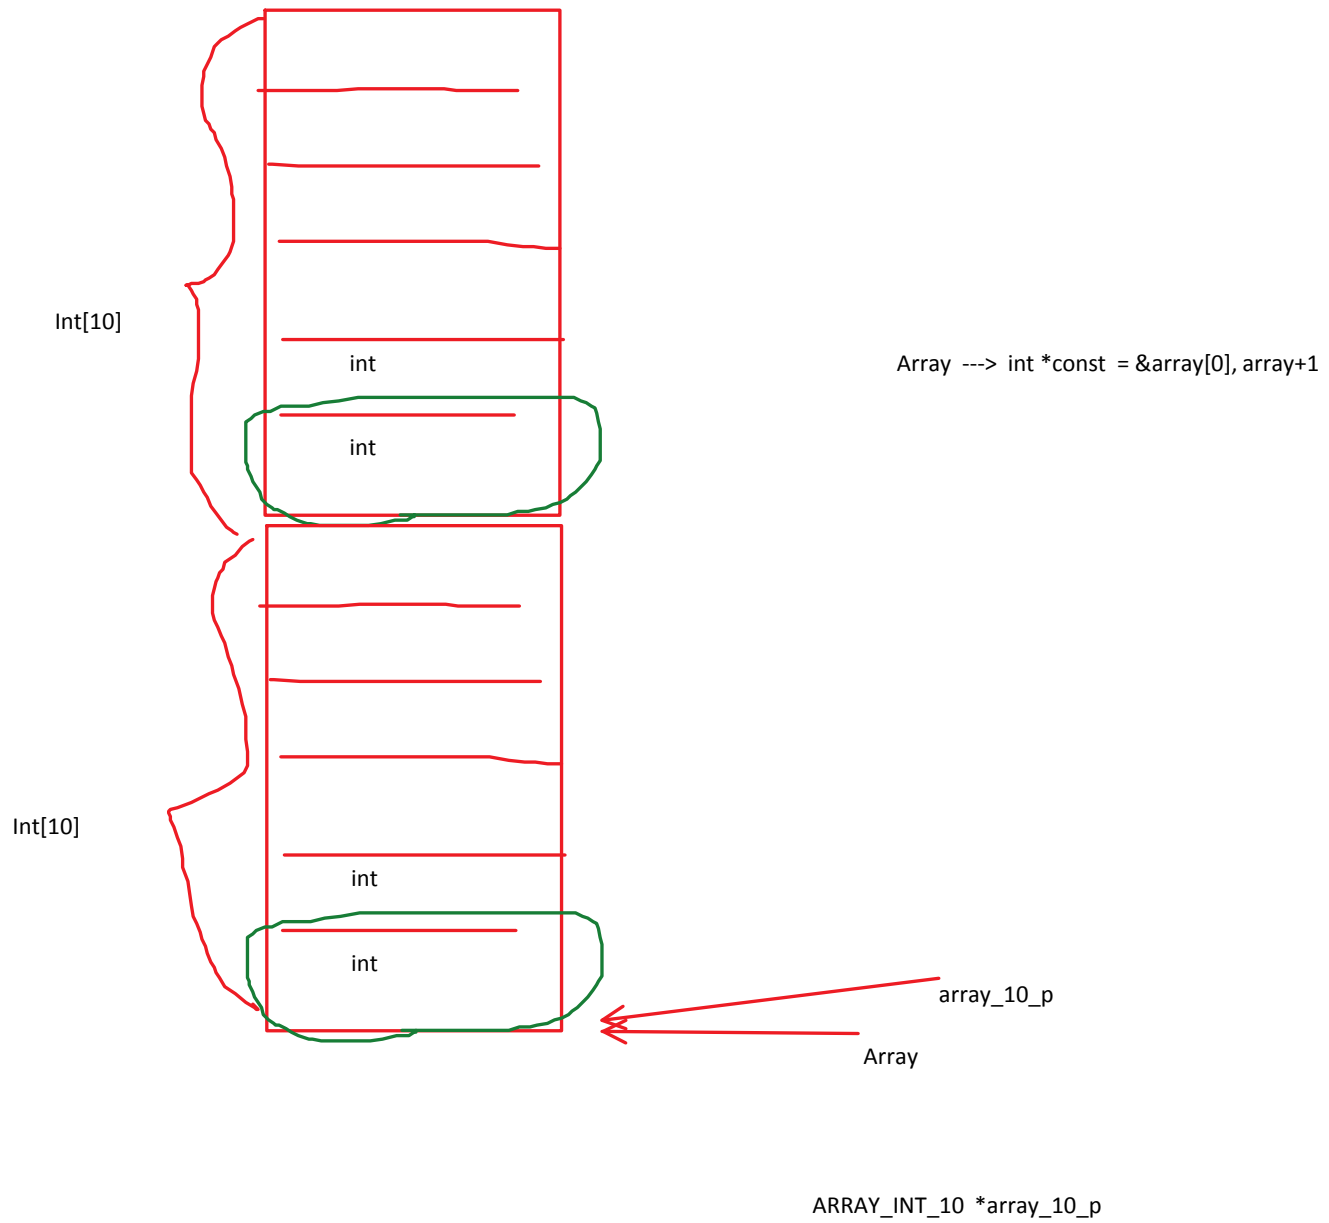 Int[10]
int
Array ---> int *const = &array[0], array+1
int
Int[10]
int
int
array_10_p
Array
ARRAY_INT_10 *array_10_p